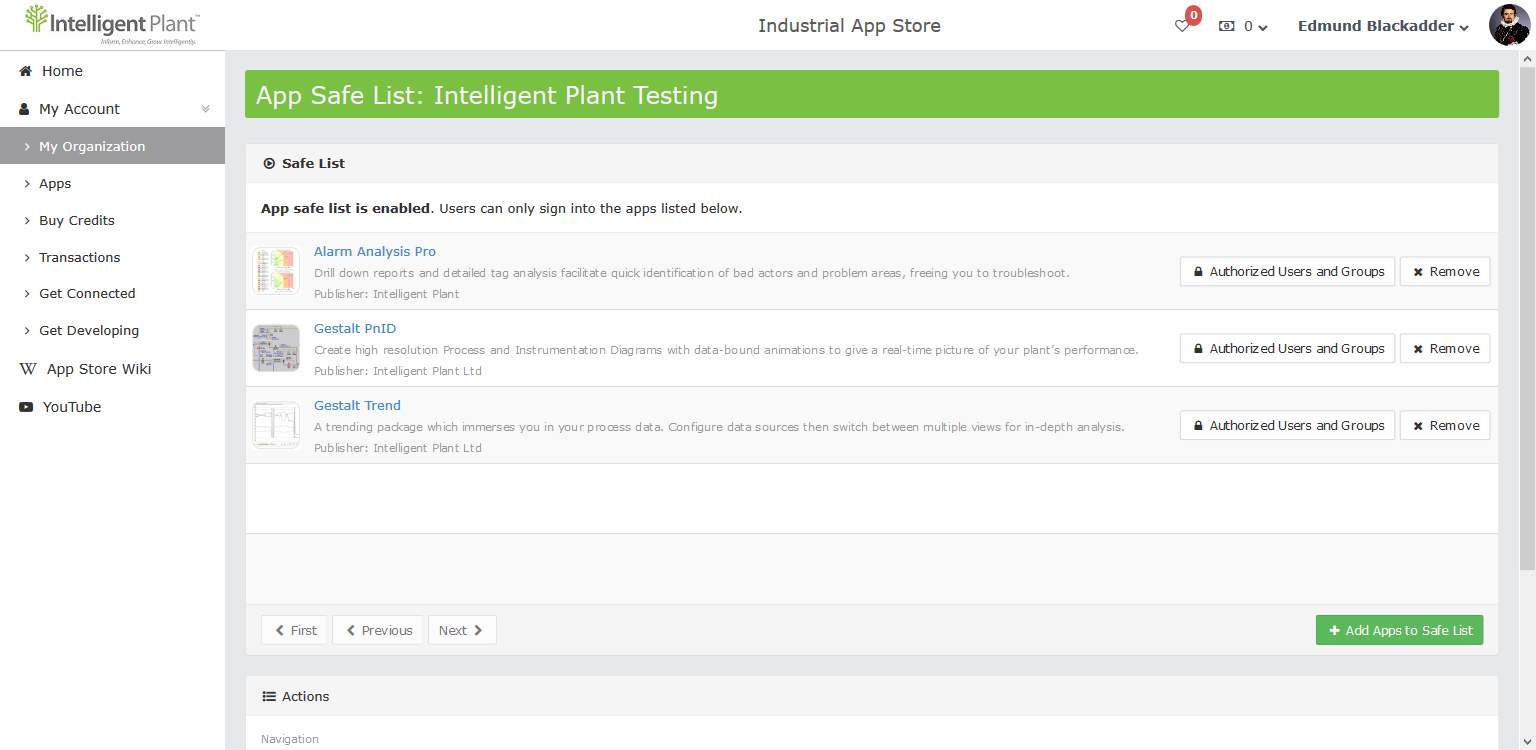 Intelligent Plant™
Inform, Enhance, Grow. Intelligently.
Industrial App Store
0
0
Edmund Blackadder
Home
My Account
My Organization
Apps
Buy Credits
Transactions
Get Connected
Get Developing
App Store Wiki
YouTube
App Safe List: Intelligent Plant Testing
Safe List
App safe list is enabled. Users can only sign into the apps listed below.
Alarm Analysis Pro
Drill down reports and detailed tag analysis facilitate quick identification of bad actors and problem areas, freeing you to troubleshoot.
Publisher: Intelligent Plant
Authorized Users and Groups
Remove
Gestalt PnID
Create high resolution Process and Instrumentation Diagrams with data-bound animations to give a real-time picture of your plant’s performance.
Publisher: Intelligent Plant Ltd
Authorized Users and Groups
Remove
Gestalt Trend
A trending package which immerses you in your process data. Configure data sources then switch between multiple views for in-depth analysis.
Publisher: Intelligent Plant Ltd
Authorized Users and Groups
Remove
First
Previous
Next
Add Apps to Safe List
Actions
Navigation